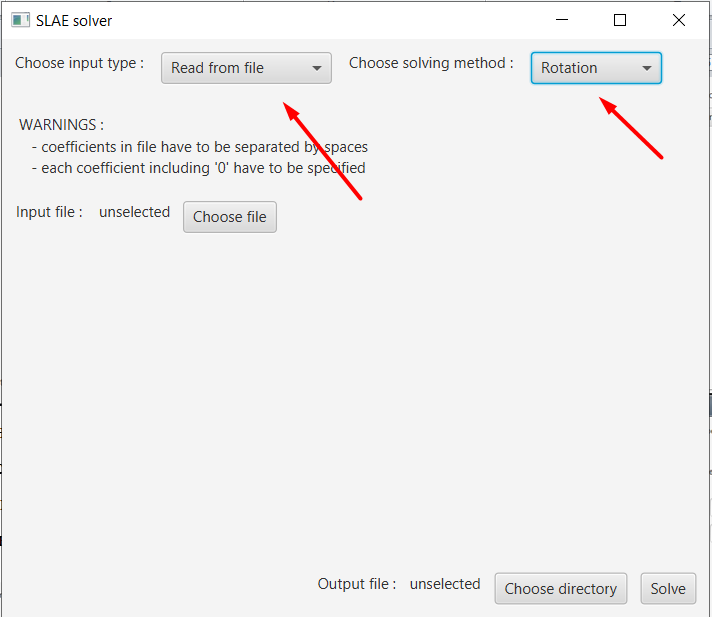 SLAE solver
Choose input type : Read from file Choose solving method : Rotation
WARNINGS :
- coefficients in file have to be separated by spaces
- each coefficient including '0' have to be specified
Input file : unselected Choose file
Output file : unselected Choose directory Solve